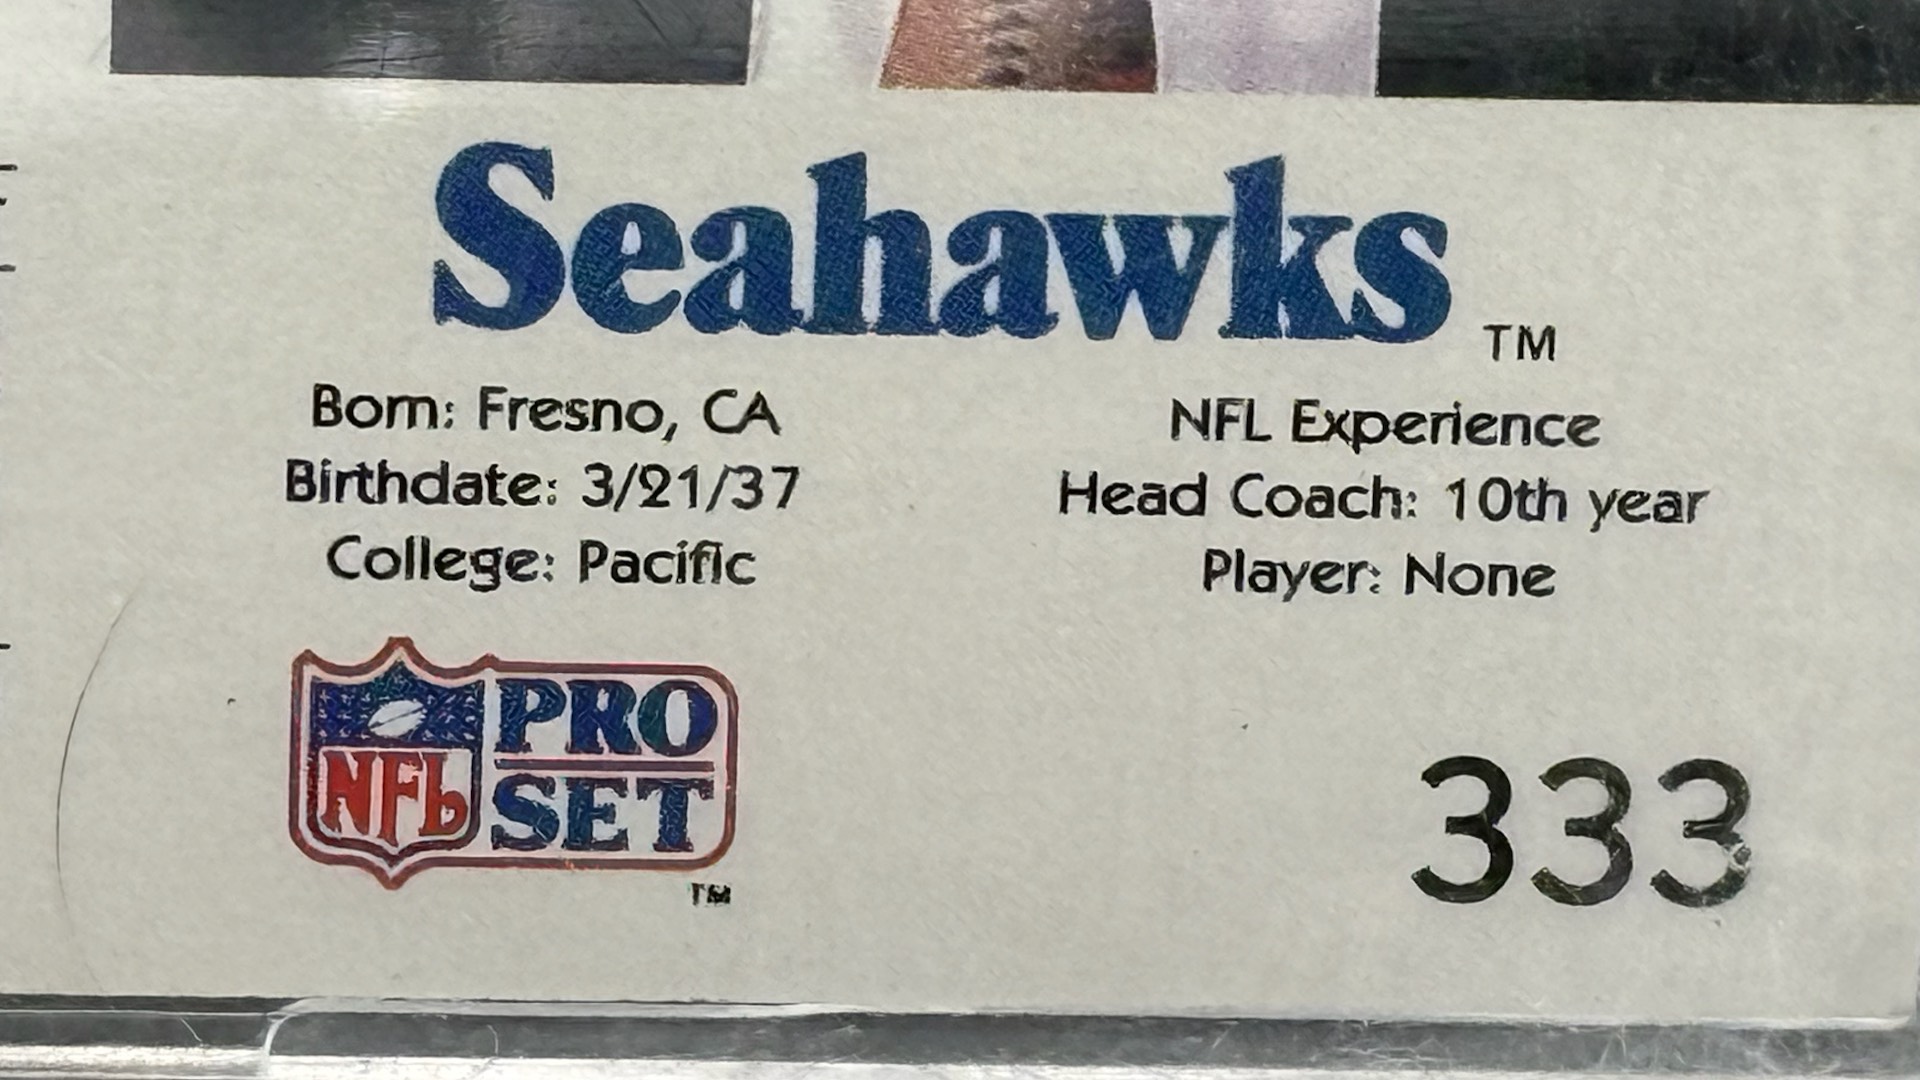 Seahawks TM
Born: Fresno, CA
Birthdate: 3/21/37
College: Pacific
NFL Experience
Head Coach: 10th year
Player: None
NFL PRO SET TM
333